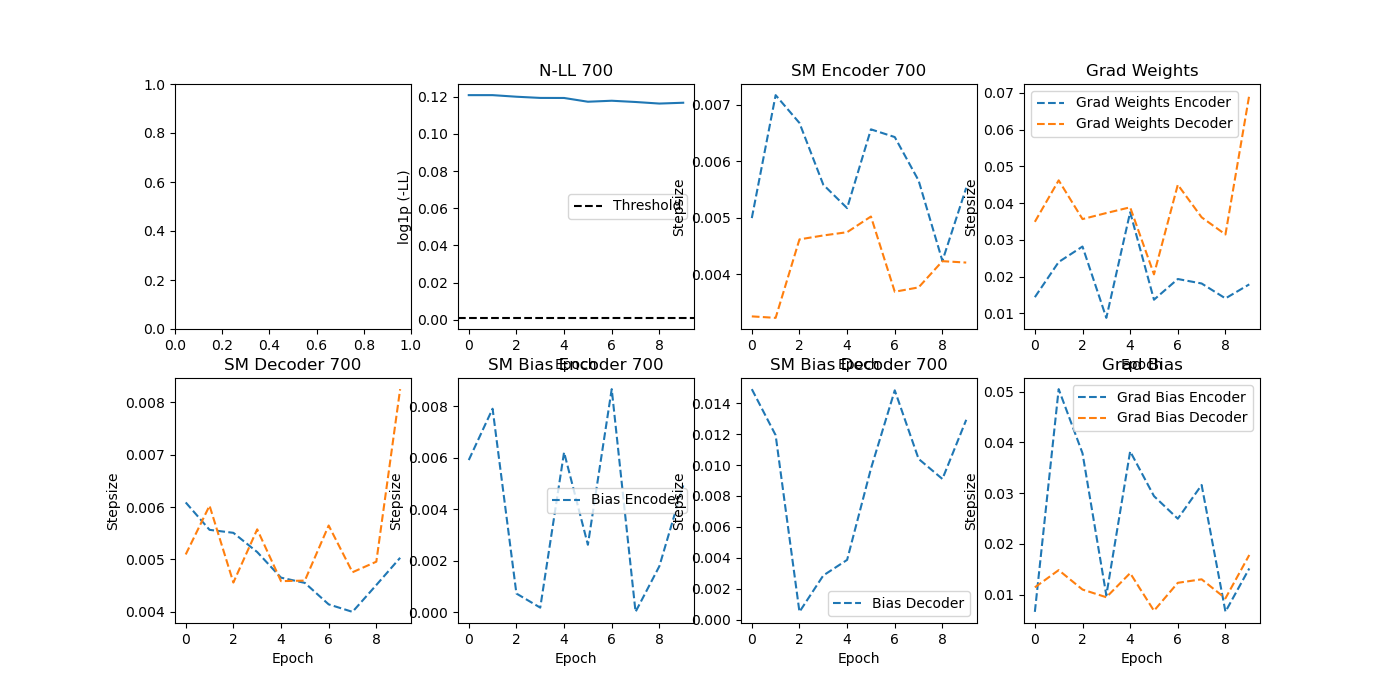 N-LL 700
SM Encoder 700
Grad Weights
1.0
0.8
0.6
0.4
0.2
0.0
0.0 0.2 0.4 0.6 0.8 1.0
log1p (-LL)
0.12
0.10
0.08
0.06
0.04
0.02
0.00
Threshold
0 2 4 6 8
Epoch
Stepsize
0.007
0.006
0.005
0.004
0 2 4 6 8
Epoch
Stepsize
0.07
0.06
0.05
0.04
0.03
0.02
0.01
Grad Weights Encoder
Grad Weights Decoder
0 2 4 6 8
Epoch
SM Decoder 700
SM Bias Encoder 700
SM Bias Decoder 700
Grad Bias
Stepsize
0.008
0.007
0.006
0.005
0.004
0 2 4 6 8
Epoch
Stepsize
0.008
0.006
0.004
0.002
0.000
Bias Encoder
0 2 4 6 8
Epoch
Stepsize
0.014
0.012
0.010
0.008
0.006
0.004
0.002
0.000
Bias Decoder
0 2 4 6 8
Epoch
Stepsize
0.05
0.04
0.03
0.02
0.01
Grad Bias Encoder
Grad Bias Decoder
0 2 4 6 8
Epoch